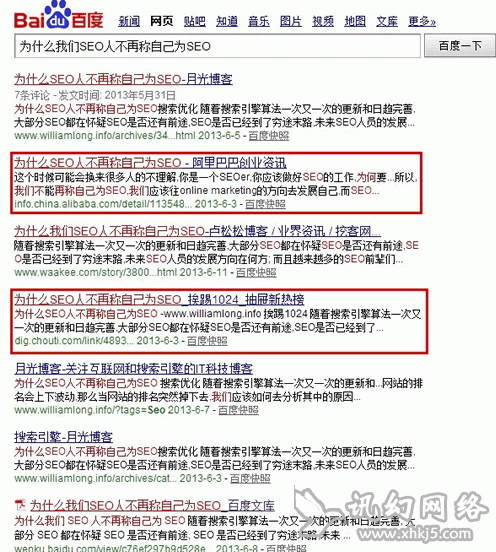 Bai du 百度 新闻 网页 贴吧 知道 音乐 图片 视频 地图 文库 更多»
为什么我们SEO人不再称自己为SEO 百度一下
为什么SEO人不再称自己为SEO-月光博客
7条评论 - 发文时间: 2013年5月31日
为什么SEO人不再称自己为SEO搜索优化 随着搜索引擎算法一次又一次的更新和日趋完善,
大部分SEO都在怀疑SEO是否还有前途,SEO是否已经到了穷途末路.未来SEO人员的发展...
www.williamlong.info/archives/34...html 2013-6-5 - 百度快照
为什么SEO人不再称自己为SEO - 阿里巴巴创业资讯
这个时候可能会换来很多人的不理解,你是一个SEOer,你应该做好SEO的工作,为何要...所以,
我们不能再称自己为SEO,我们应该往online marketing的方向去发展自己,而SEO...
info.china.alibaba.com/detail/113548... 2013-6-3 - 百度快照
为什么我们SEO人不再称自己为SEO-卢松松博客 / 业界资讯 / 挖客网...
随着搜索引擎算法一次又一次的更新和日趋完善,大部分SEO都在怀疑SEO是否还有前途,SE
O是否已经到了穷途末路.未来SEO人员的发展方向在何方; 而且越来越多的SEO前辈们...
www.waakee.com/story/3800...htm 2013-6-11 - 百度快照
为什么SEO人不再称自己为SEO_挨踢1024_抽屉新热榜
为什么SEO人不再称自己为SEO -www.williamlong.info 挨踢1024 随着搜索引擎算法一次又
一次的更新和日趋完善,大部分SEO都在怀疑SEO是否还有前途,SEO是否已经到了...
dig.chouti.com/link/4893... 2013-6-3 - 百度快照
月光博客-关注互联网和搜索引擎的IT科技博客
为什么SEO人不再称自己为SEO搜索优化 随着搜索引擎算法一次又一次的更新和...网站的排
名会上下波动,那么当网站的排名突然掉下去,我们应该如何去分析其中的原因...
www.williamlong.info/?tags=Seo 2013-6-7 - 百度快照
搜索引擎-月光博客
为什么SEO人不再称自己为SEO搜索优化 随着搜索引擎算法一次又一次的更新和日趋完善,
大部分SEO都在怀疑SEO是否还有前途,SEO是否已经到了穷途末路.未来SEO人员的发展...
www.williamlong.info/archives/cat... 2013-6-3 - 百度快照
为什么我们SEO人不再称自己为SEO_百度文库
为什么我们 SEO 人不再称自己为 SEO 随着搜索引擎算法一次又一次的更新和日趋完善,大
部分 SEO 都在怀疑 SEO 是否还有前途, SEO 是否已经到了穷途末路.未来
wenku.baidu.com/view/c76ef297b9d528e... 2013-6-8 - 百度快照
讯幻网络
www.xhkj5.com